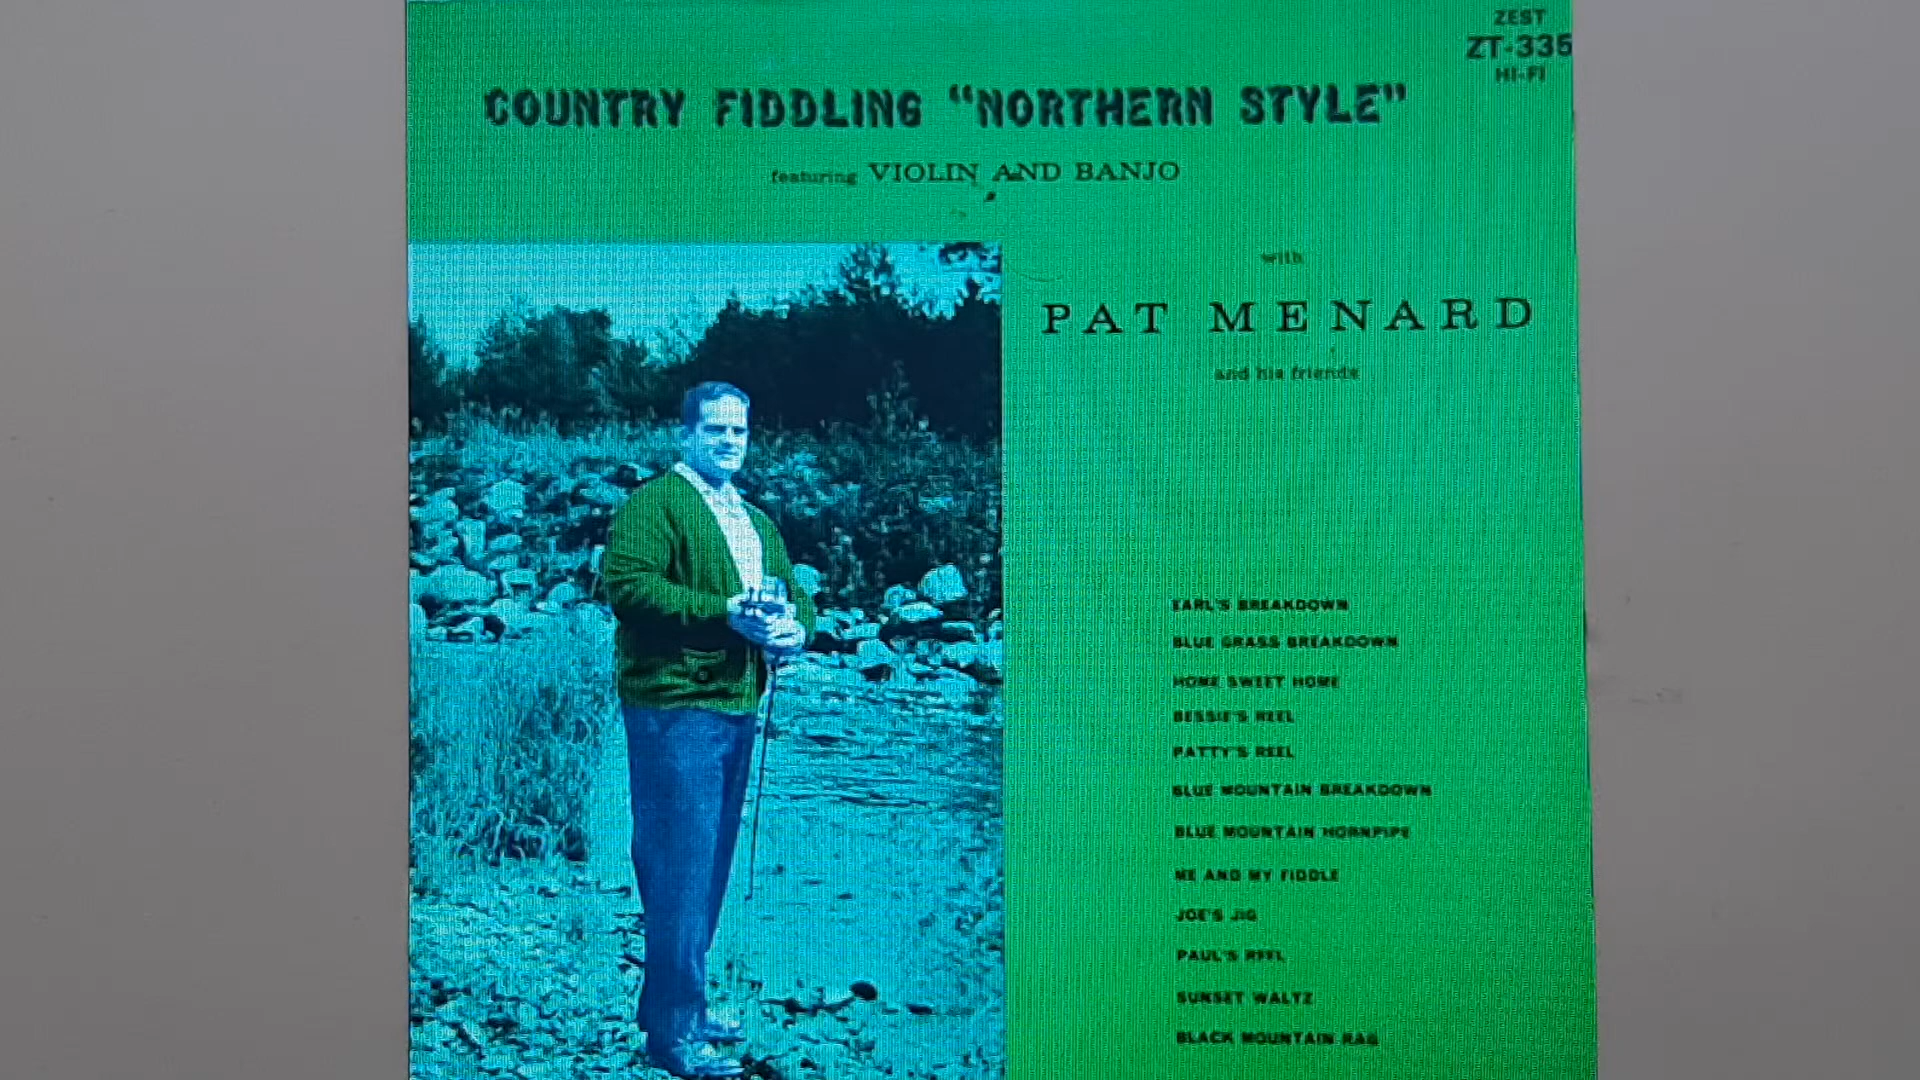 ZEST
ZT-335
HI-FI
COUNTRY FIDDLING "NORTHERN STYLE"
featuring VIOLIN AND BANJO
with
PAT MENARD
and his friends
EARL'S BREAKDOWN
BLUE GRASS BREAKDOWN
HOME SWEET HOME
BESSIE'S REEL
PATTY'S REEL
BLUE MOUNTAIN BREAKDOWN
BLUE MOUNTAIN HORNPIPE
ME AND MY FIDDLE
JOE'S JIG
PAUL'S REEL
SUNSET WALTZ
BLACK MOUNTAIN RAG